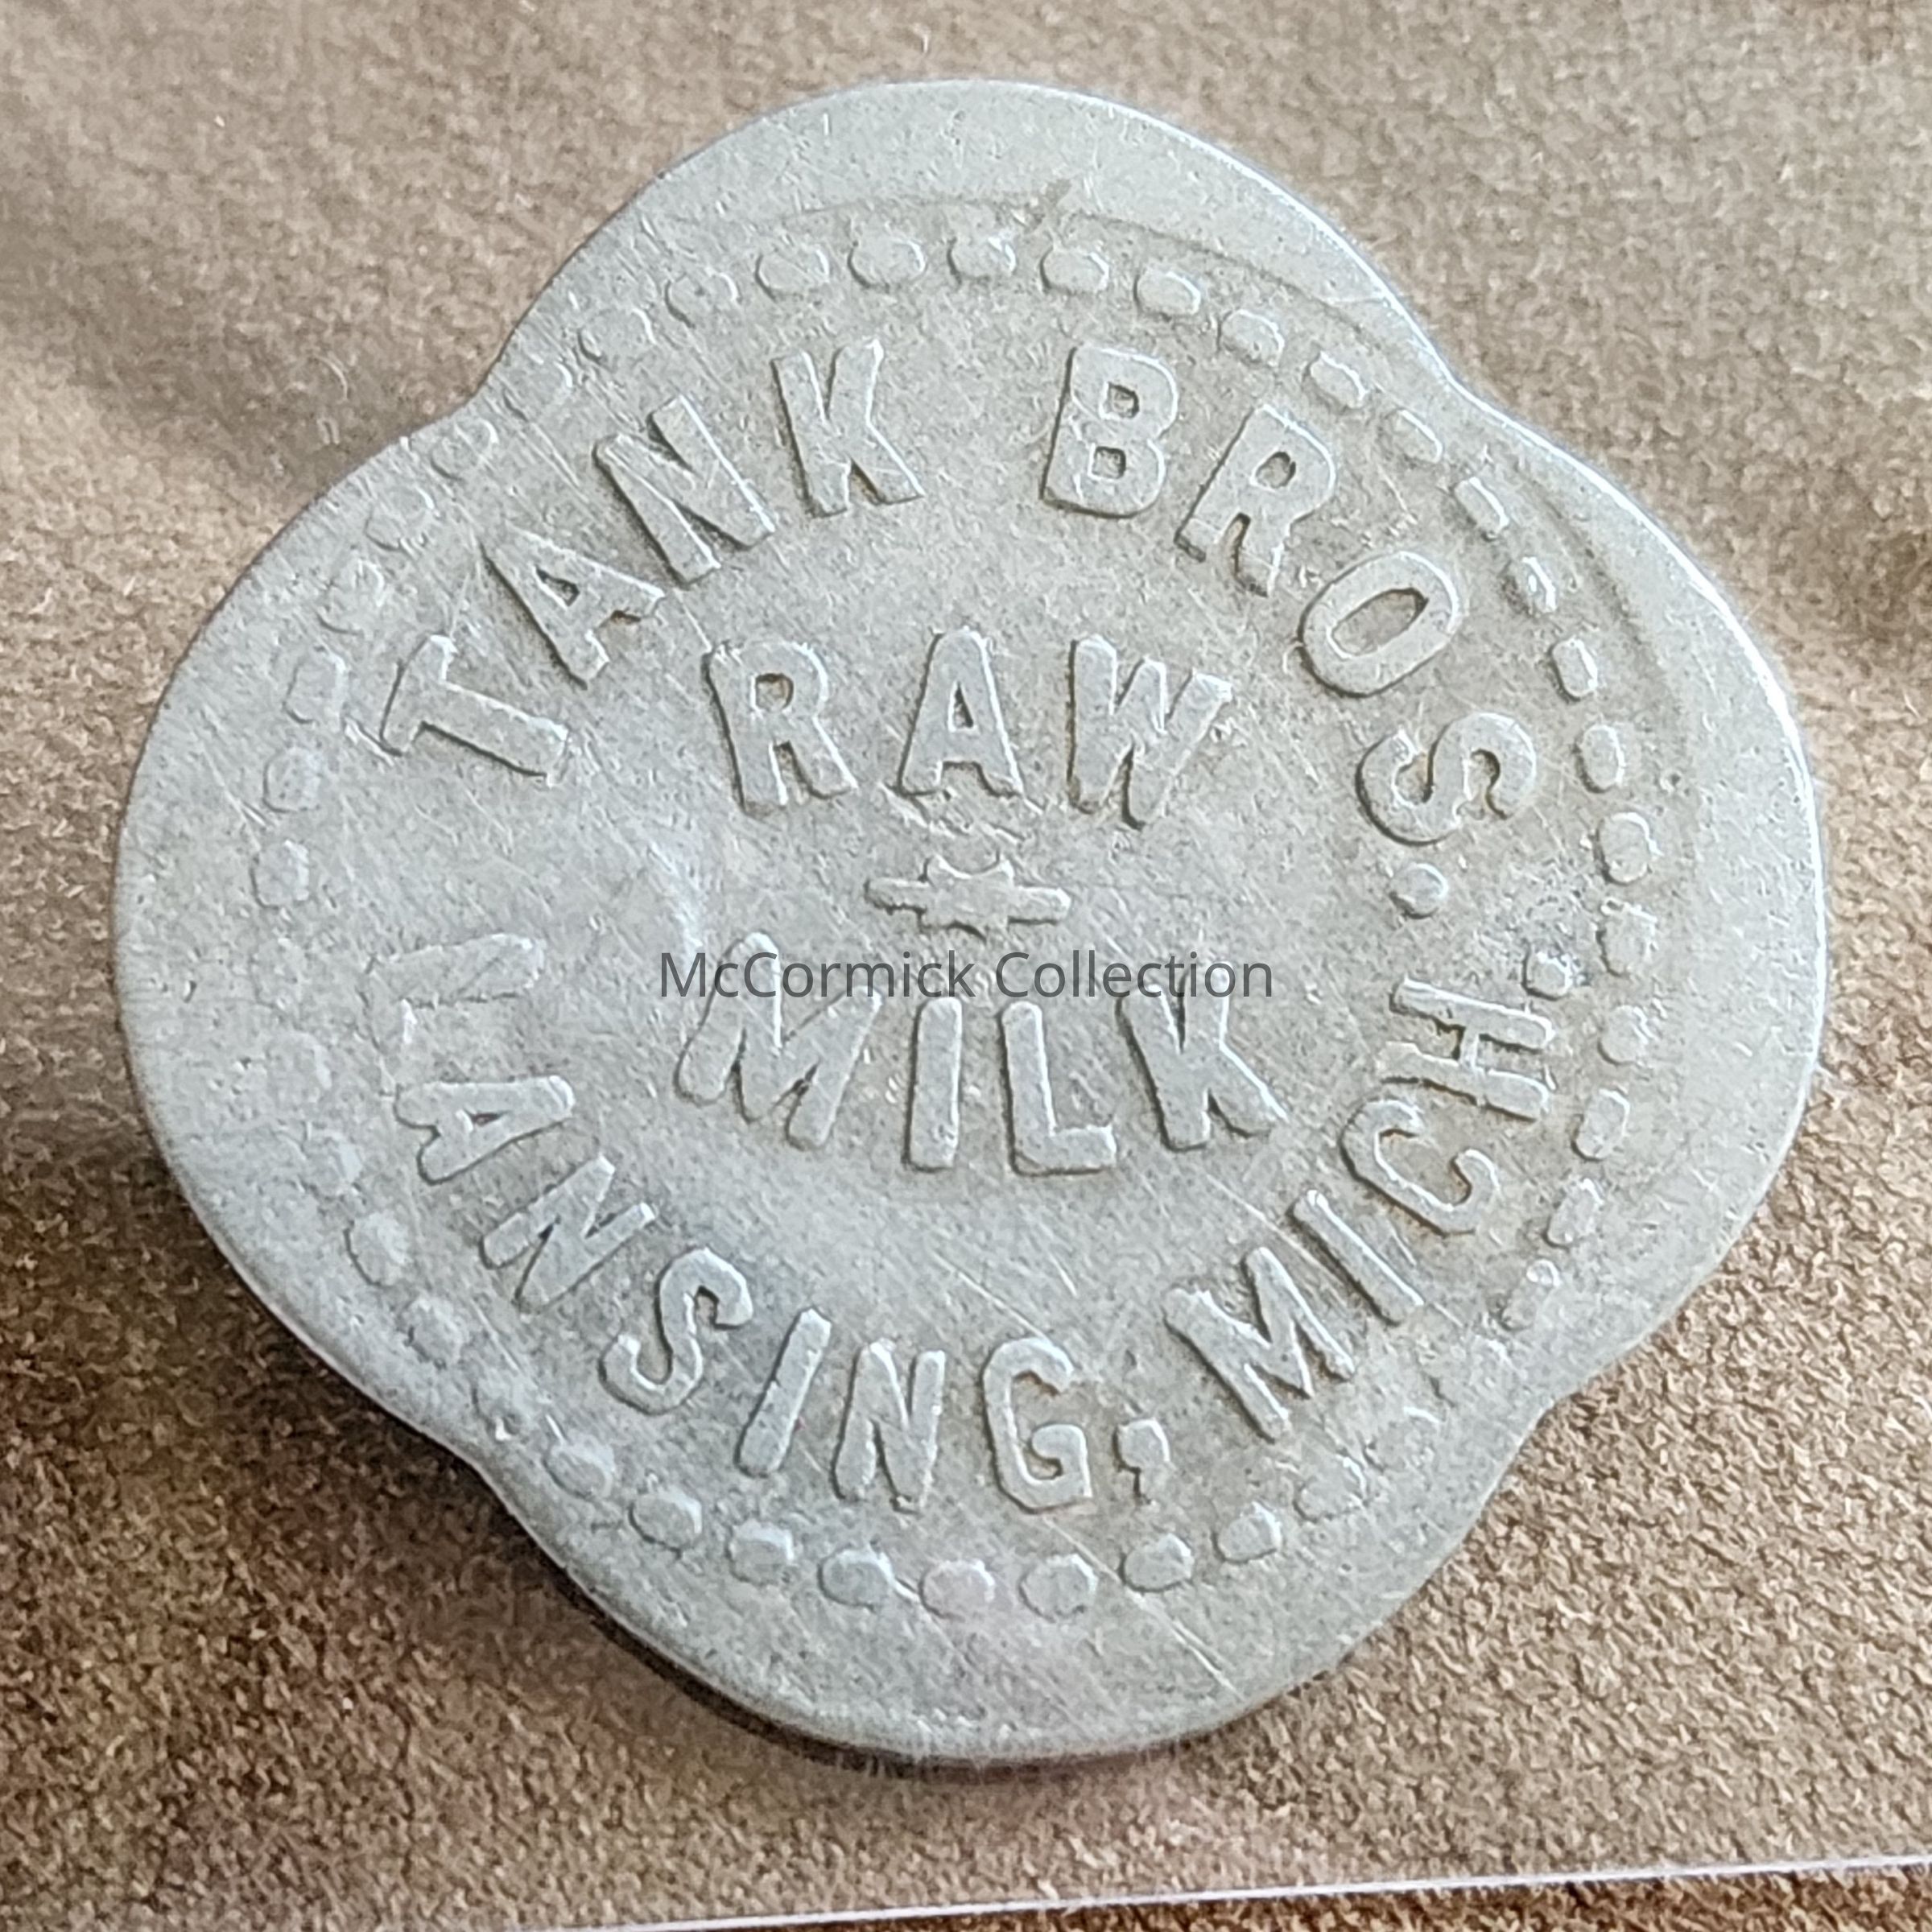 TANK BROS.
RAW
MILK
LANSING, MICH.
McCormick Collection